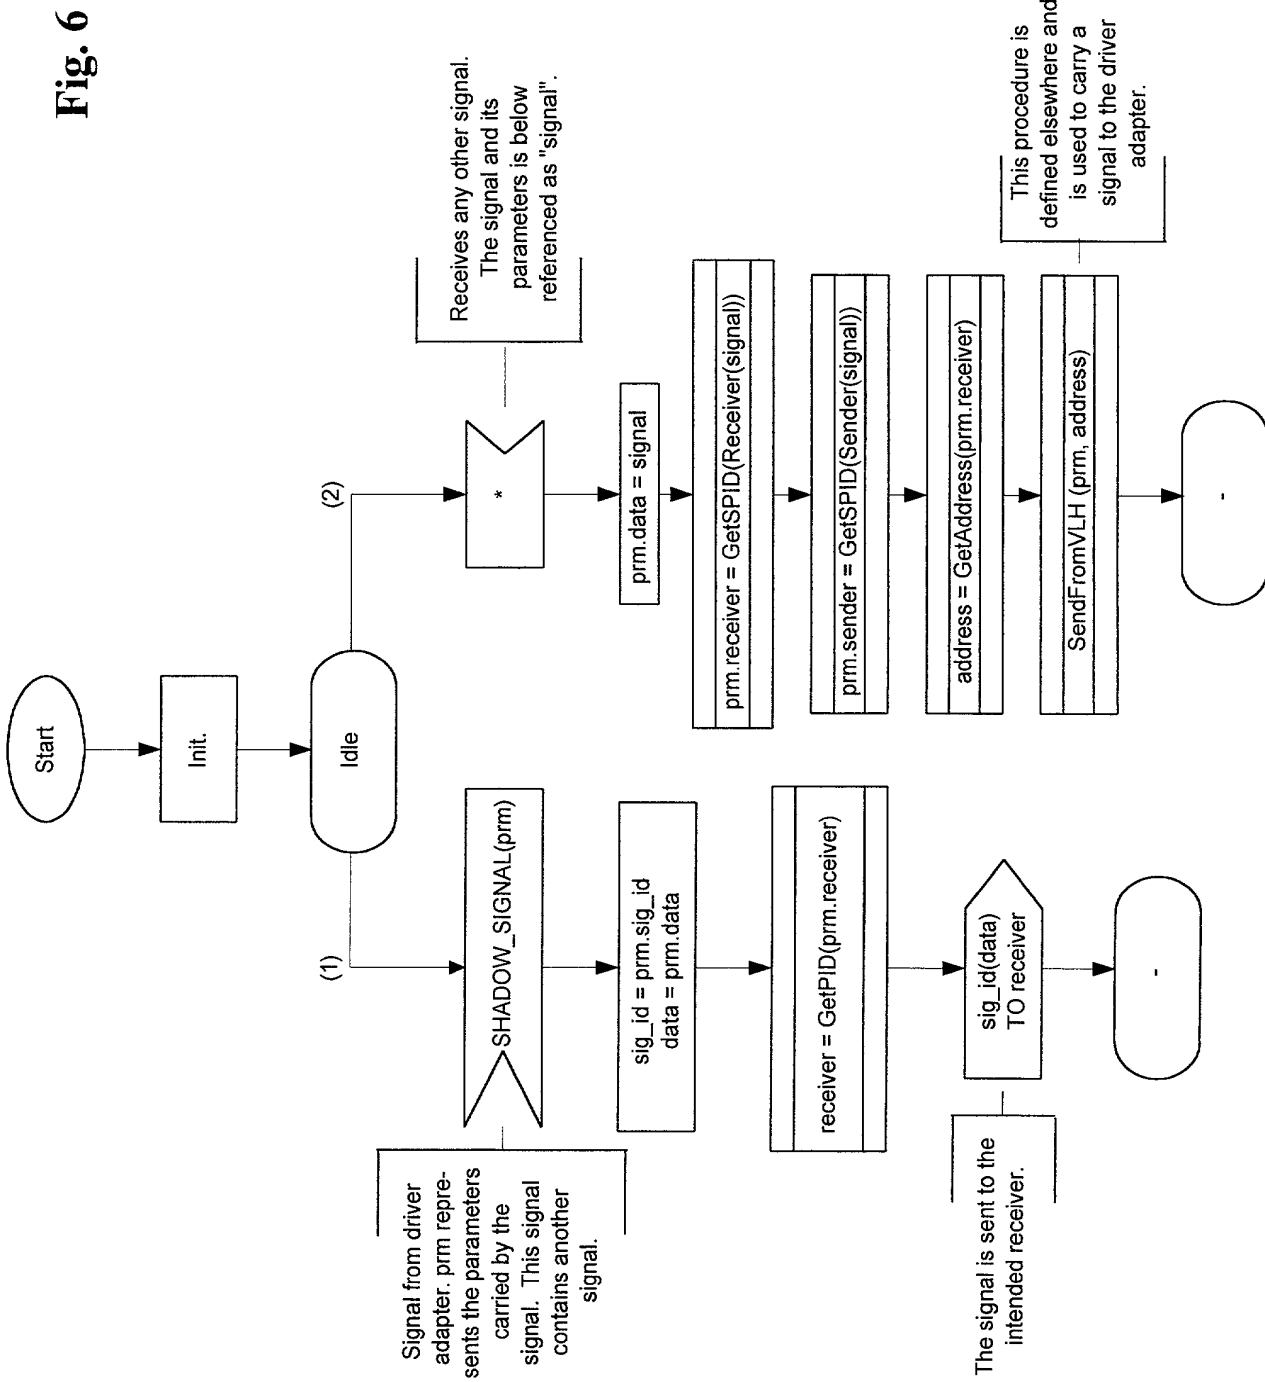 Fig. 6
Start
Init.
Idle
(1)
(2)
Signal from driver
adapter. prm repre-
sents the parameters
carried by the
signal. This signal
contains another
signal.
SHADOW_SIGNAL(prm)
sig_id = prm.sig_id
data = prm.data
receiver = GetPID(prm.receiver)
The signal is sent to the
intended receiver.
sig_id(data)
TO receiver
-
Receives any other signal.
The signal and its
parameters is below
referenced as "signal".
*
prm.data = signal
prm.receiver = GetSPID(Receiver(signal))
prm.sender = GetSPID(Sender(signal))
address = GetAddress(prm.receiver)
SendFromVLH (prm, address)
This procedure is
defined elsewhere and
is used to carry a
signal to the driver
adapter.
-